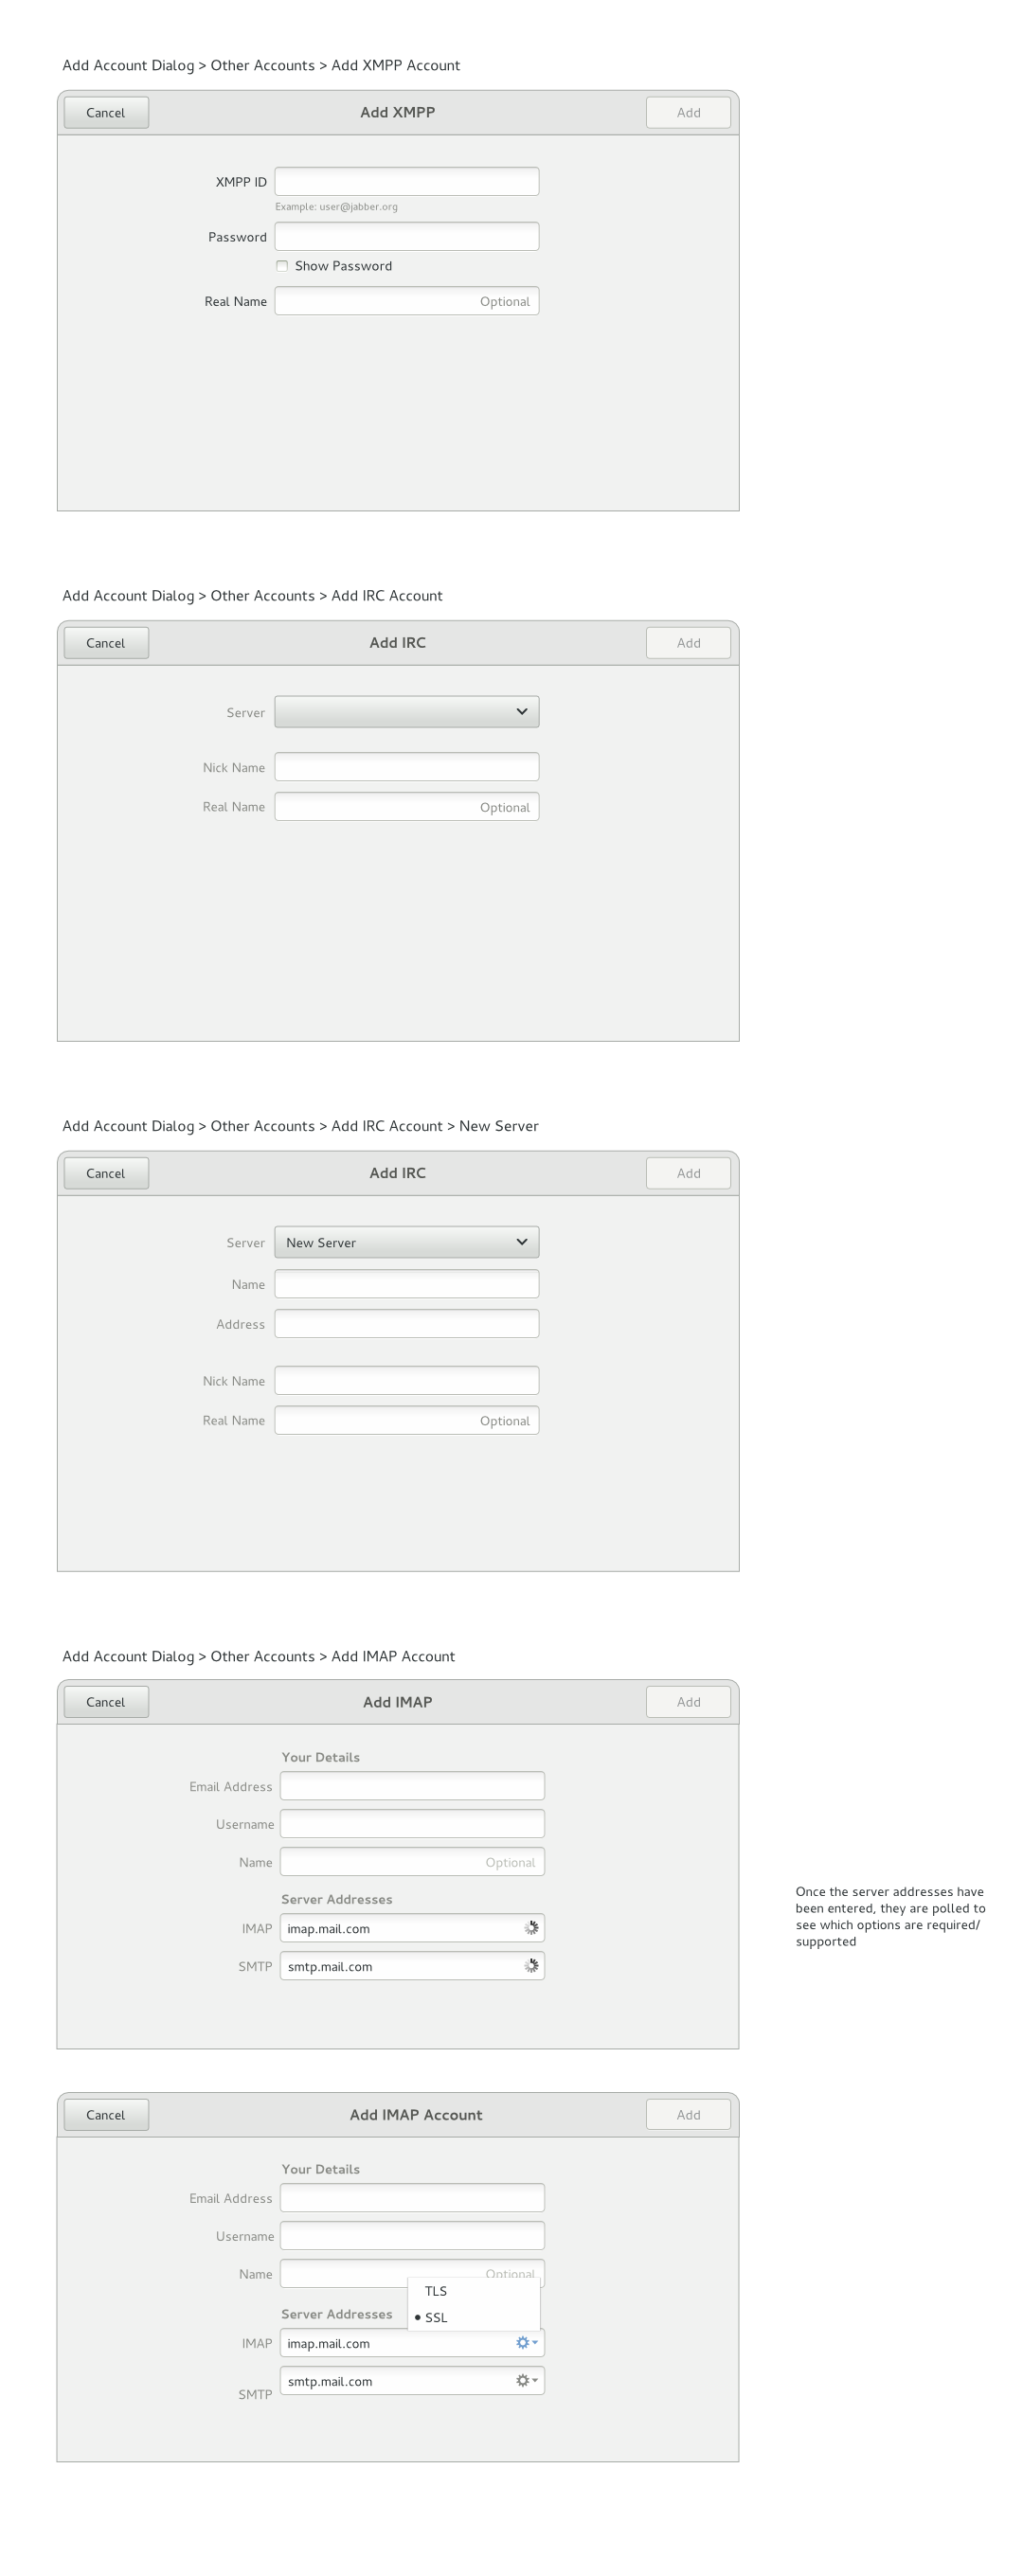 Add Account Dialog > Other Accounts > Add XMPP Account
Cancel
Add XMPP
Add
XMPP ID
Example: user@jabber.org
Password
Show Password
Real Name
Optional
Add Account Dialog > Other Accounts > Add IRC Account
Cancel
Add IRC
Add
Server
Nick Name
Real Name
Optional
Add Account Dialog > Other Accounts > Add IRC Account > New Server
Cancel
Add IRC
Add
Server
New Server
Name
Address
Nick Name
Real Name
Optional
Add Account Dialog > Other Accounts > Add IMAP Account
Cancel
Add IMAP
Add
Your Details
Email Address
Username
Name
Optional
Server Addresses
IMAP
imap.mail.com
SMTP
smtp.mail.com
Once the server addresses have
been entered, they are polled to
see which options are required/
supported
Cancel
Add IMAP Account
Add
Your Details
Email Address
Username
Name
Optional
TLS
SSL
Server Addresses
IMAP
imap.mail.com
SMTP
smtp.mail.com